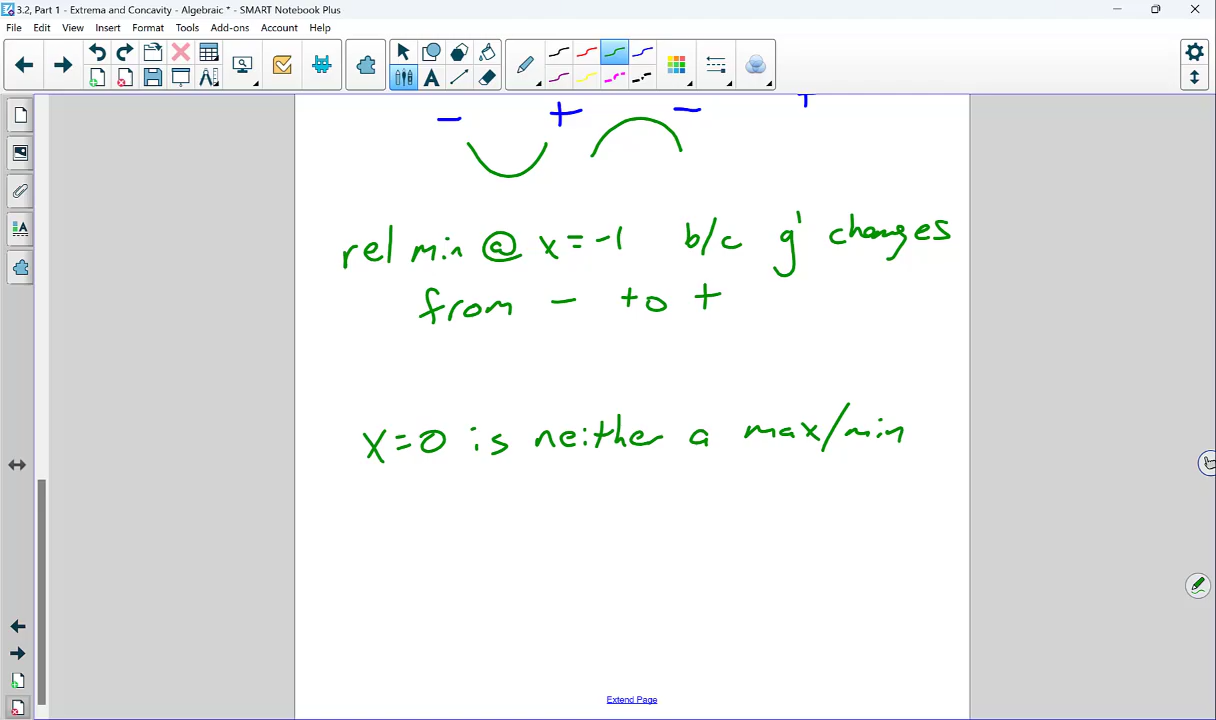 3.2, Part 1 - Extrema and Concavity - Algebraic * - SMART Notebook Plus
File Edit View Insert Format Tools Add-ons Account Help
- + - +
rel min @ x = -1 b/c g' changes
from - to +
x = 0 is neither a max/min
Extend Page